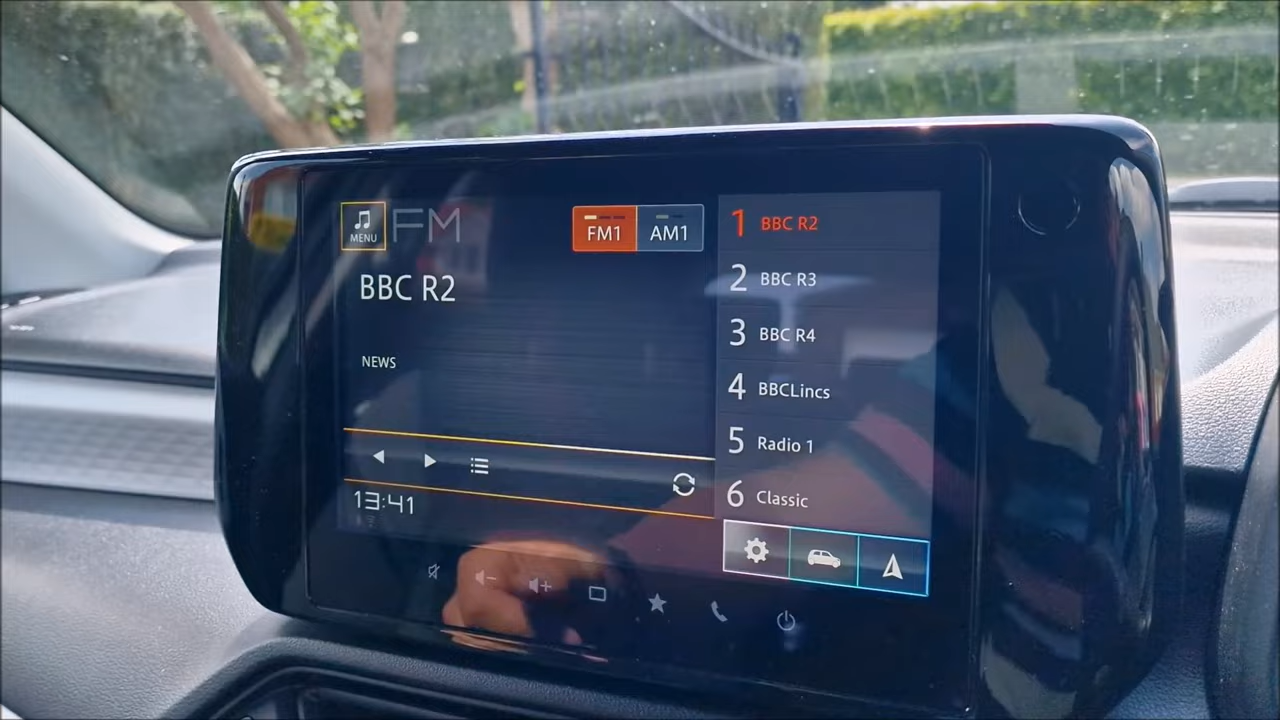 MENU
FM
FM1
AM1
BBC R2
NEWS
13:41
1 BBC R2
2 BBC R3
3 BBC R4
4 BBCLincs
5 Radio 1
6 Classic